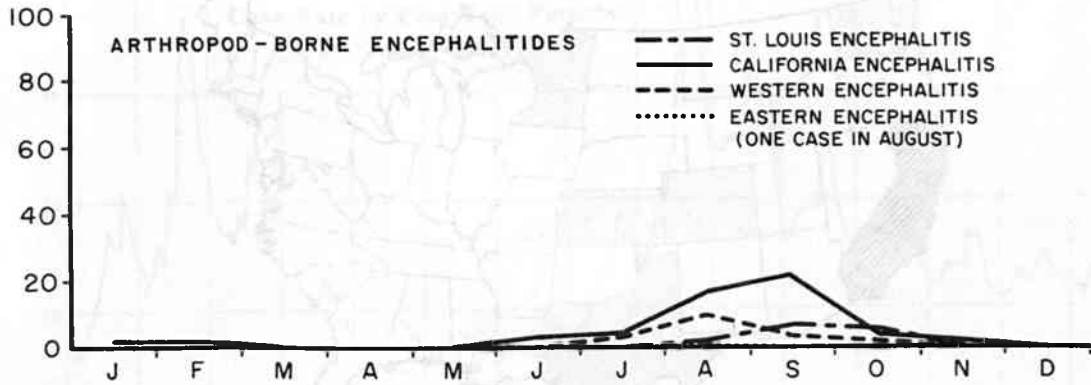 100
80
60
40
20
0
ARTHROPOD-BORNE ENCEPHALITIDES
ST. LOUIS ENCEPHALITIS
CALIFORNIA ENCEPHALITIS
WESTERN ENCEPHALITIS
EASTERN ENCEPHALITIS
(ONE CASE IN AUGUST)
J F M A M J J A S O N D